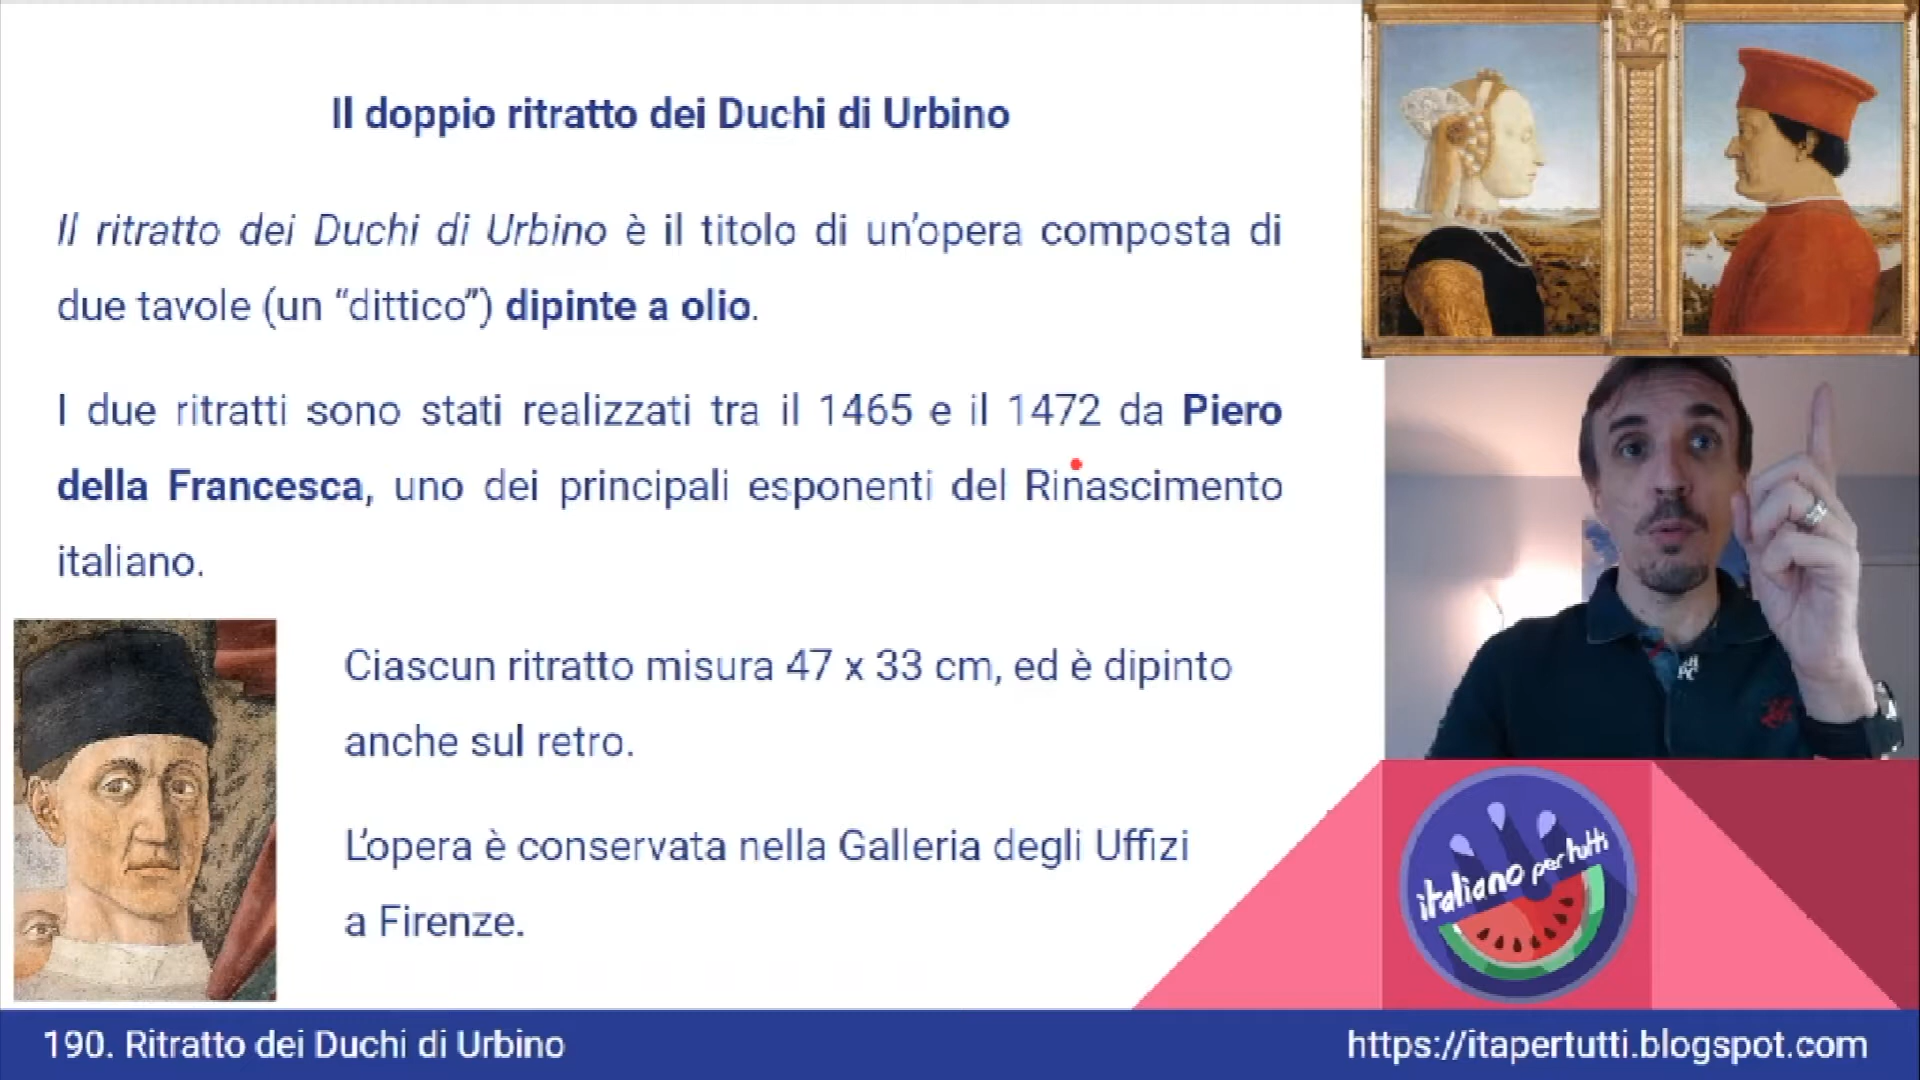 Il doppio ritratto dei Duchi di Urbino
Il ritratto dei Duchi di Urbino è il titolo di un’opera composta di
due tavole (un “dittico”) dipinte a olio.
I due ritratti sono stati realizzati tra il 1465 e il 1472 da Piero
della Francesca, uno dei principali esponenti del Rinascimento
italiano.
Ciascun ritratto misura 47 x 33 cm, ed è dipinto
anche sul retro.
L’opera è conservata nella Galleria degli Uffizi
a Firenze.
italiano per tutti
190. Ritratto dei Duchi di Urbino
https://itapertutti.blogspot.com